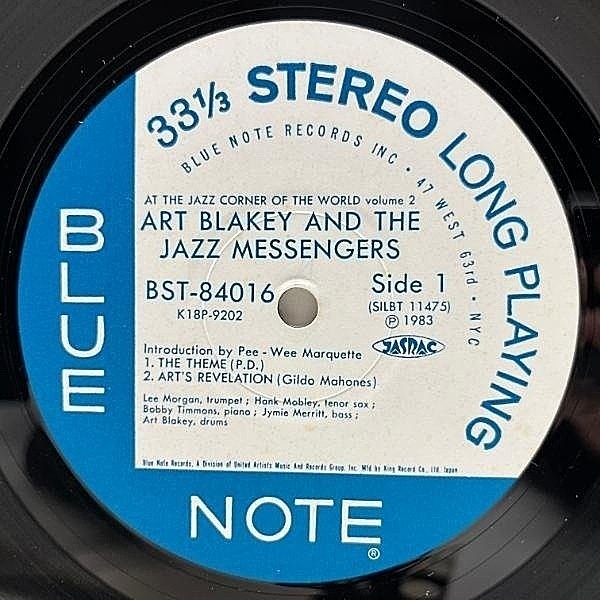 33 1/3 STEREO LONG PLAYING
BLUE NOTE RECORDS INC · 47 WEST 63rd · NYC
AT THE JAZZ CORNER OF THE WORLD volume 2
ART BLAKEY AND THE
JAZZ MESSENGERS
BST-84016
K18P-9202
Side 1
(SILBT 11475)
Ⓟ 1983
JASRAC
Introduction by Pee - Wee Marquette
1. THE THEME (P.D.)
2. ART'S REVELATION (Gildo Mahones)
Lee Morgan, trumpet ; Hank Mobley, tenor sax ;
Bobby Timmons, piano ; Jymie Merritt, bass ;
Art Blakey, drums
Blue Note Records, A Division of United Artists Music And Records Group, Inc. Mfd by King Record Co., Ltd. Japan
BLUE
NOTE®